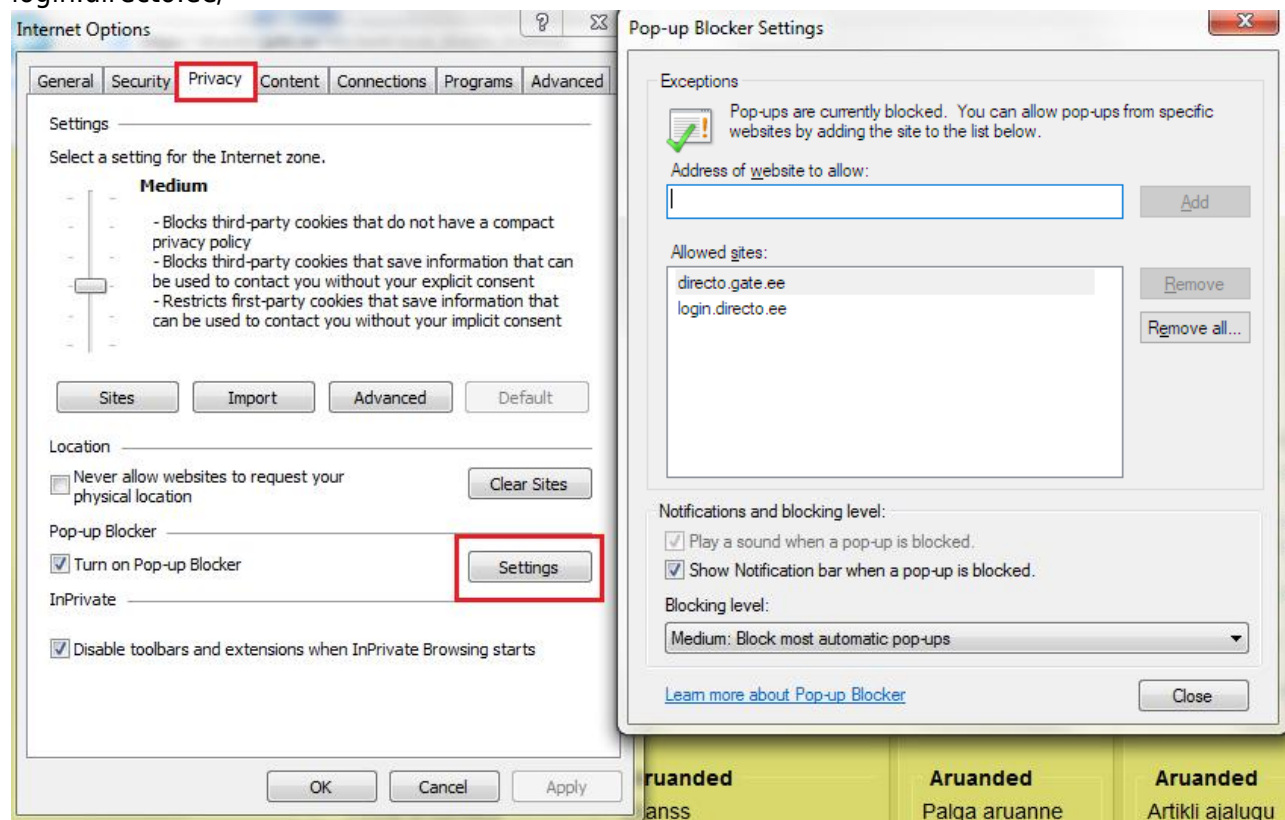 Internet Options
General Security Privacy Content Connections Programs Advanced
Settings
Select a setting for the Internet zone.
Medium
- Blocks third-party cookies that do not have a compact
privacy policy
- Blocks third-party cookies that save information that can
be used to contact you without your explicit consent
- Restricts first-party cookies that save information that
can be used to contact you without your implicit consent
Sites Import Advanced Default
Location
Never allow websites to request your
physical location
Clear Sites
Pop-up Blocker
Turn on Pop-up Blocker
Settings
InPrivate
Disable toolbars and extensions when InPrivate Browsing starts
OK Cancel Apply
Pop-up Blocker Settings
Exceptions
Pop-ups are currently blocked. You can allow pop-ups from specific
websites by adding the site to the list below.
Address of website to allow:
Add
Allowed sites:
directo.gate.ee
login.directo.ee
Remove
Remove all...
Notifications and blocking level:
Play a sound when a pop-up is blocked.
Show Notification bar when a pop-up is blocked.
Blocking level:
Medium: Block most automatic pop-ups
Learn more about Pop-up Blocker
Close
ruanded Aruanded Aruanded
anss Palga aruanne Artikli ajalugu